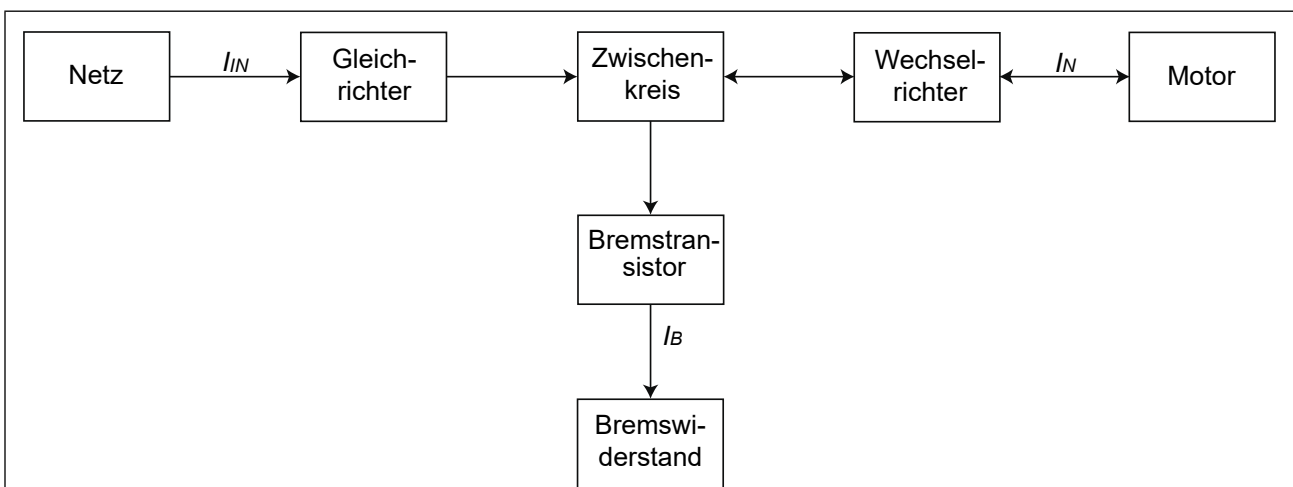 Netz
I_IN
Gleich-
richter
Zwischen-
kreis
Wechsel-
richter
I_N
Motor
Bremstran-
sistor
I_B
Bremswi-
derstand